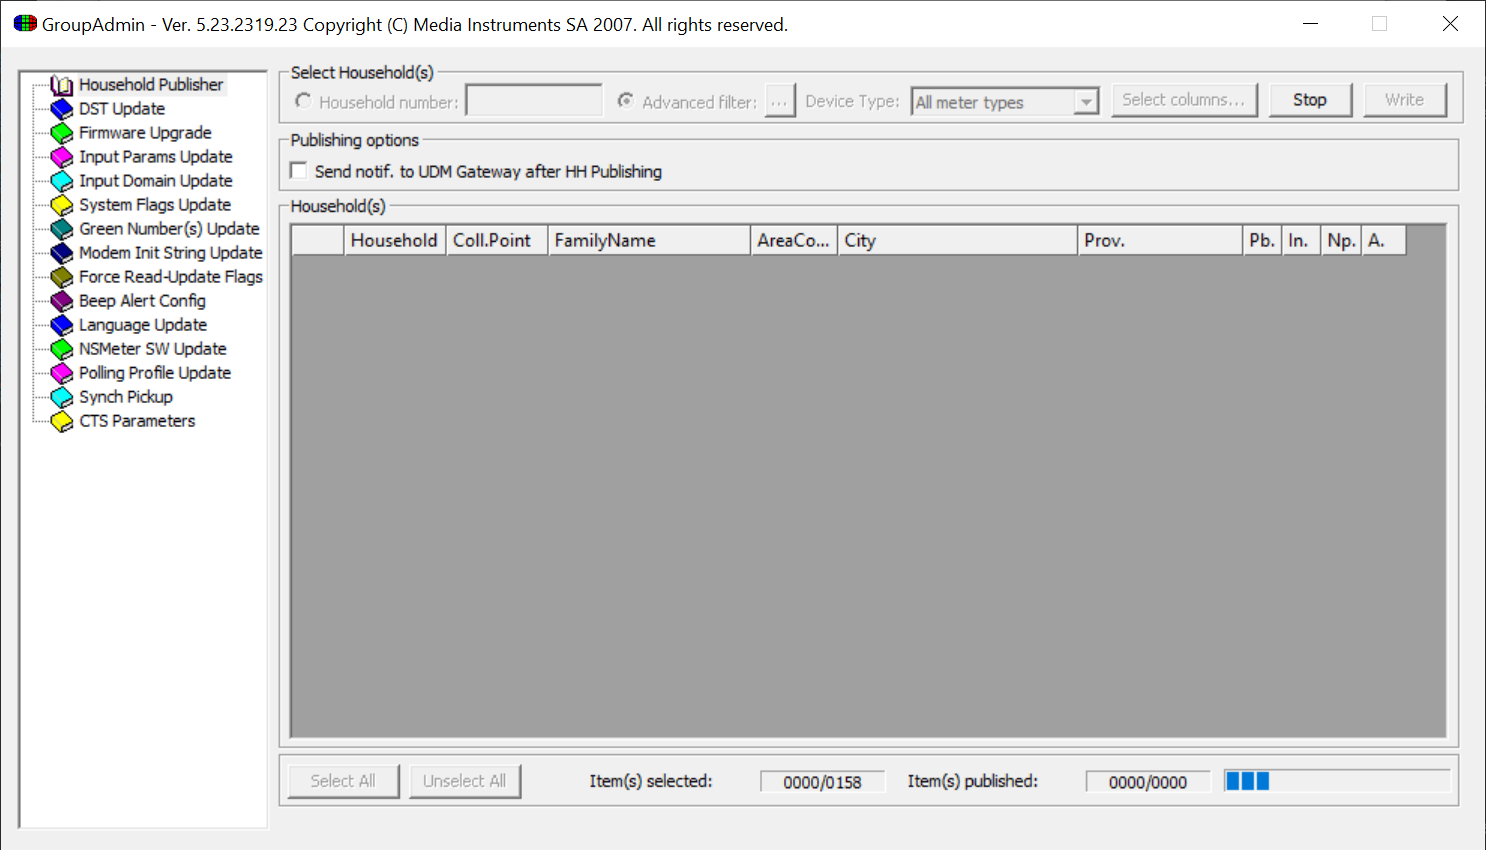 GroupAdmin - Ver. 5.23.2319.23 Copyright (C) Media Instruments SA 2007. All rights reserved.
Household Publisher
DST Update
Firmware Upgrade
Input Params Update
Input Domain Update
System Flags Update
Green Number(s) Update
Modem Init String Update
Force Read-Update Flags
Beep Alert Config
Language Update
NSMeter SW Update
Polling Profile Update
Synch Pickup
CTS Parameters
Select Household(s)
Household number: Advanced filter: ... Device Type: All meter types Select columns... Stop Write
Publishing options
Send notif. to UDM Gateway after HH Publishing
Household(s)
Household Coll.Point FamilyName AreaCo... City Prov. Pb. In. Np. A.
Select All Unselect All Item(s) selected: 0000/0158 Item(s) published: 0000/0000